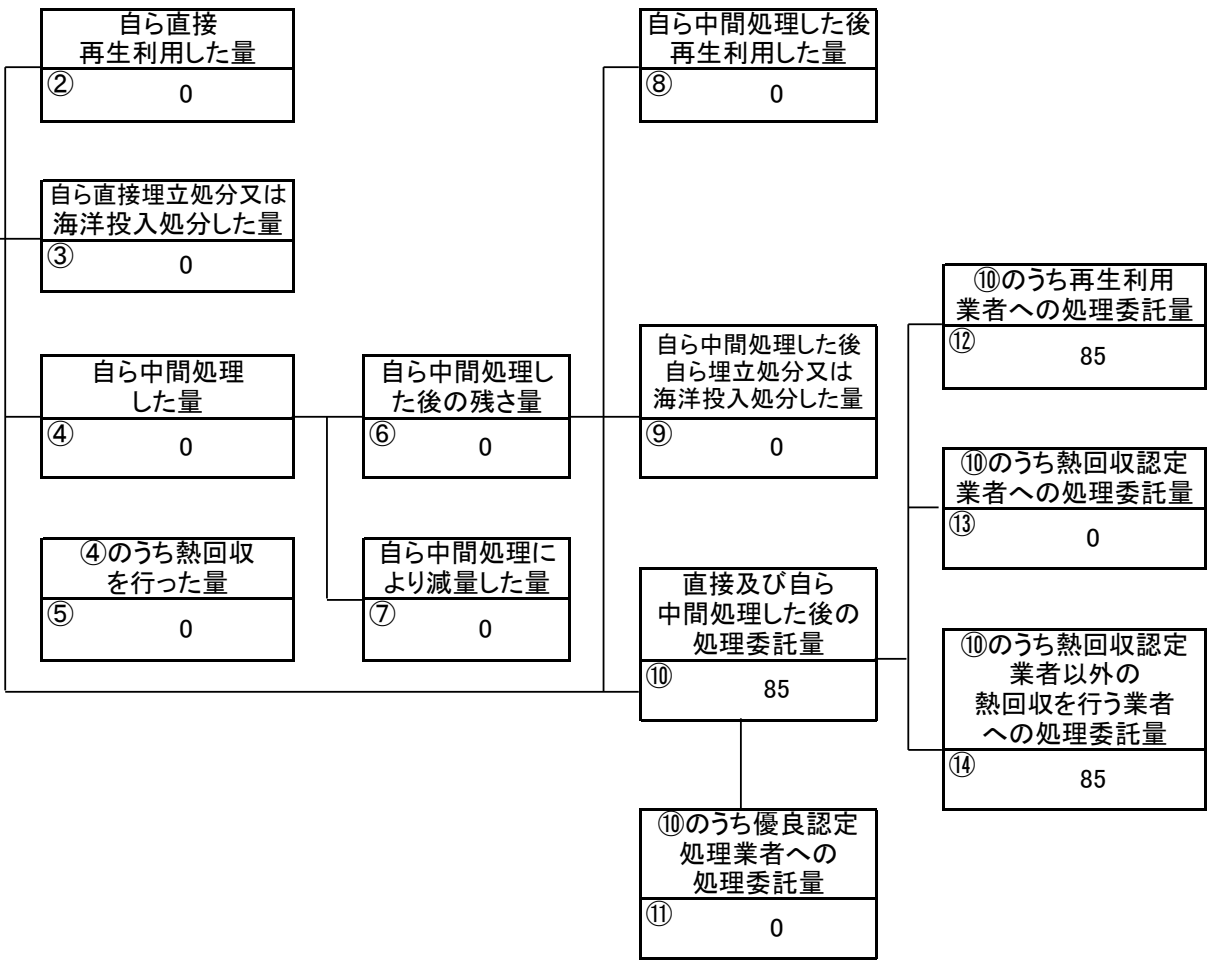 自ら直接
再生利用した量
②
0
自ら直接埋立処分又は
海洋投入処分した量
③
0
自ら中間処理
した量
④
0
④のうち熱回収
を行った量
⑤
0
自ら中間処理し
た後の残さ量
⑥
0
自ら中間処理に
より減量した量
⑦
0
自ら中間処理した後
再生利用した量
⑧
0
自ら中間処理した後
自ら埋立処分又は
海洋投入処分した量
⑨
0
直接及び自ら
中間処理した後の
処理委託量
⑩
85
⑩のうち優良認定
処理業者への
処理委託量
⑪
0
⑩のうち再生利用
業者への処理委託量
⑫
85
⑩のうち熱回収認定
業者への処理委託量
⑬
0
⑩のうち熱回収認定
業者以外の
熱回収を行う業者
への処理委託量
⑭
85